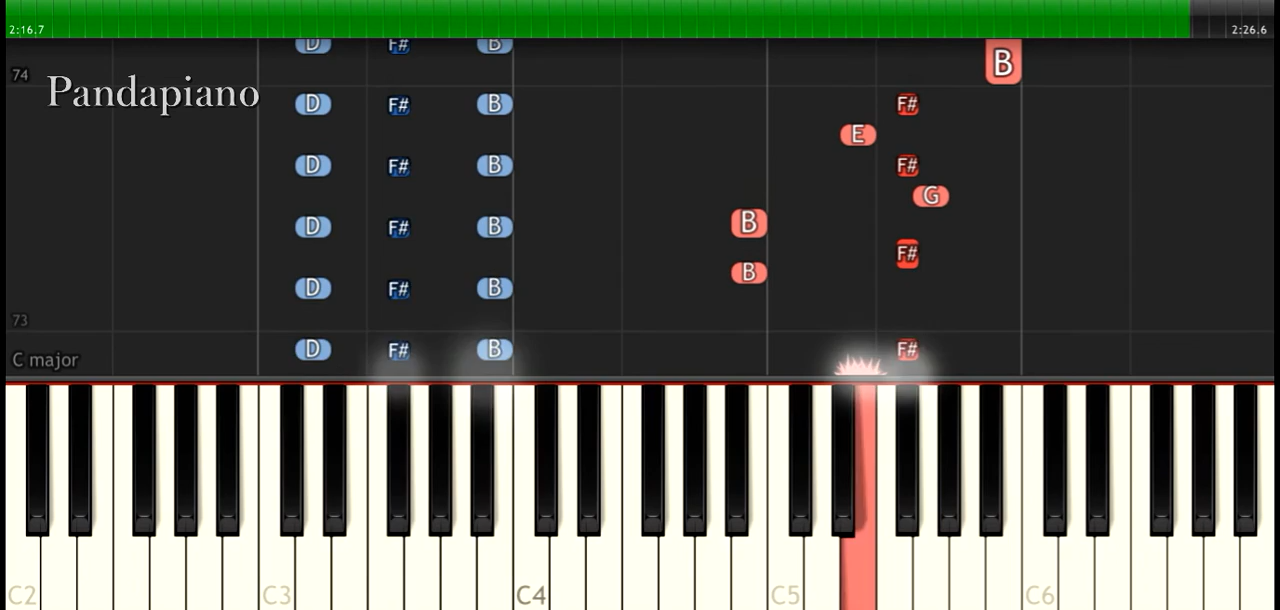 2:16.7 2:26.6
D F# B
74 B
Pandapiano
D F# B F#
E
D F# B F#
G
B
D F# B
F#
B
D F# B
73
D F# B F#
C major
C2 C3 C4 C5 C6